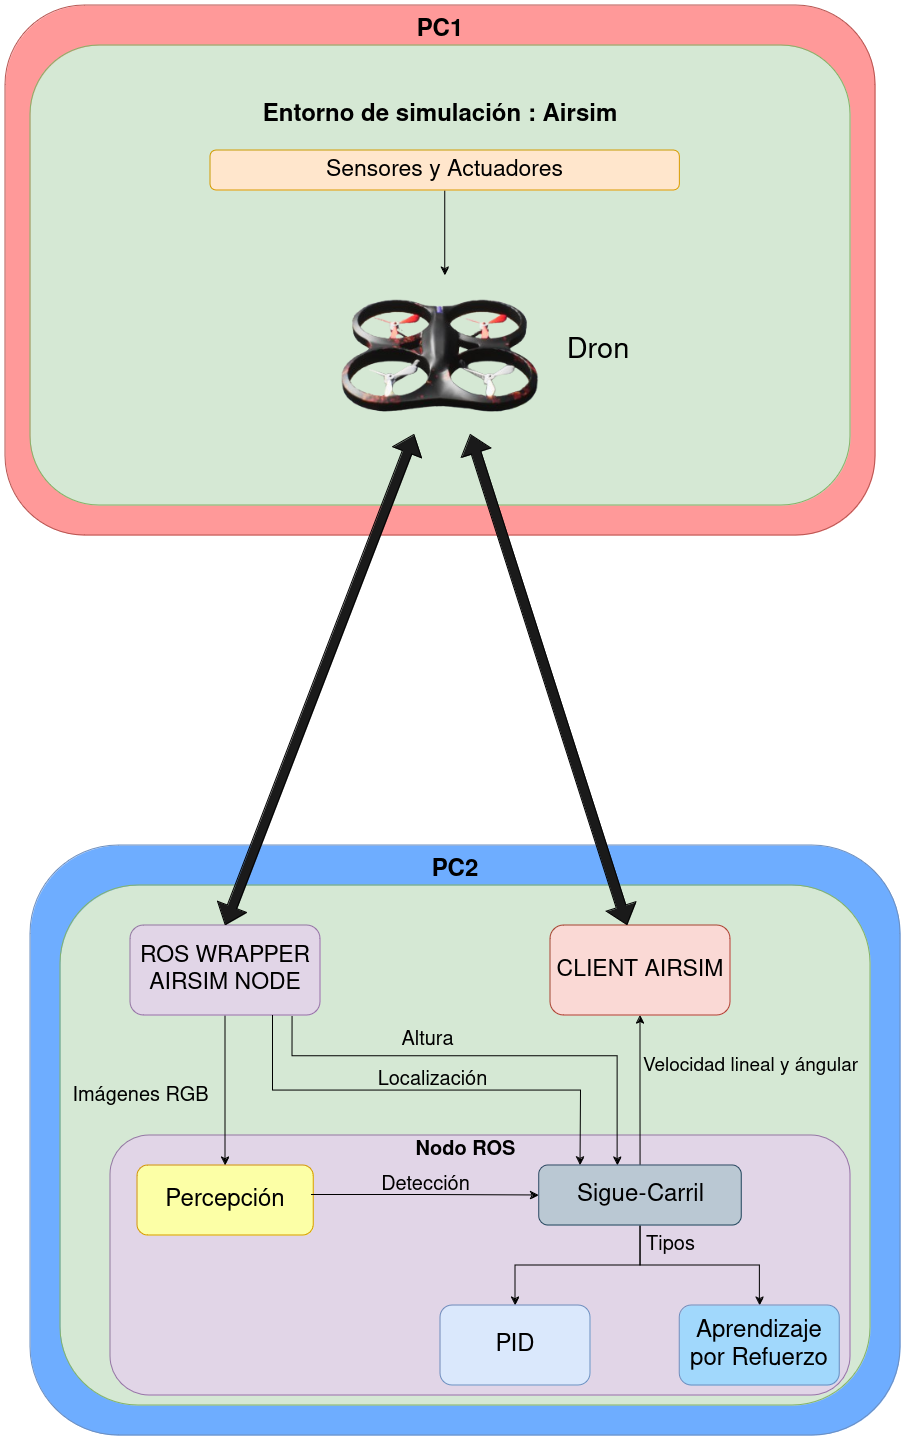 PC1
Entorno de simulación : Airsim
Sensores y Actuadores
Dron
PC2
ROS WRAPPER
AIRSIM NODE
CLIENT AIRSIM
Altura
Velocidad lineal y ángular
Localización
Imágenes RGB
Nodo ROS
Percepción
Detección
Sigue-Carril
Tipos
PID
Aprendizaje
por Refuerzo